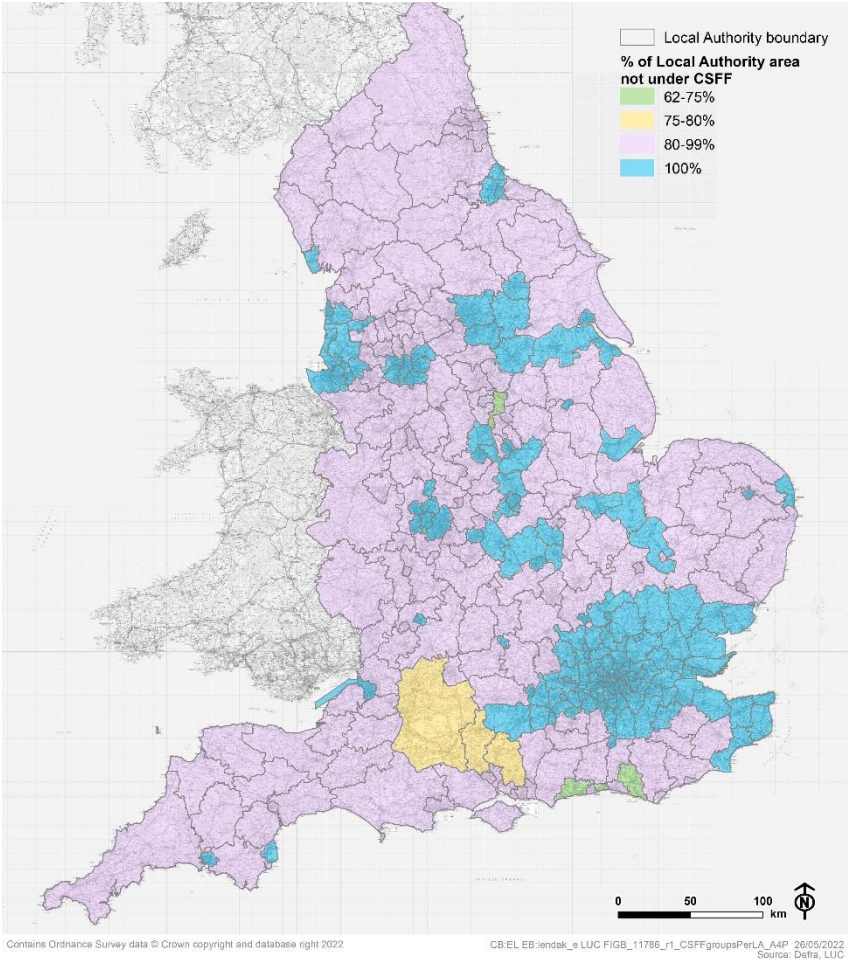 Local Authority boundary
% of Local Authority area
not under CSFF
62-75%
75-80%
80-99%
100%
0 50 100
km
N
Contains Ordnance Survey data © Crown copyright and database right 2022
CB:EL EB:lendak_e LUC FIGB_11786_r1_CSFFgroupsPerLA_A4P 26/05/2022
Source: Defra, LUC